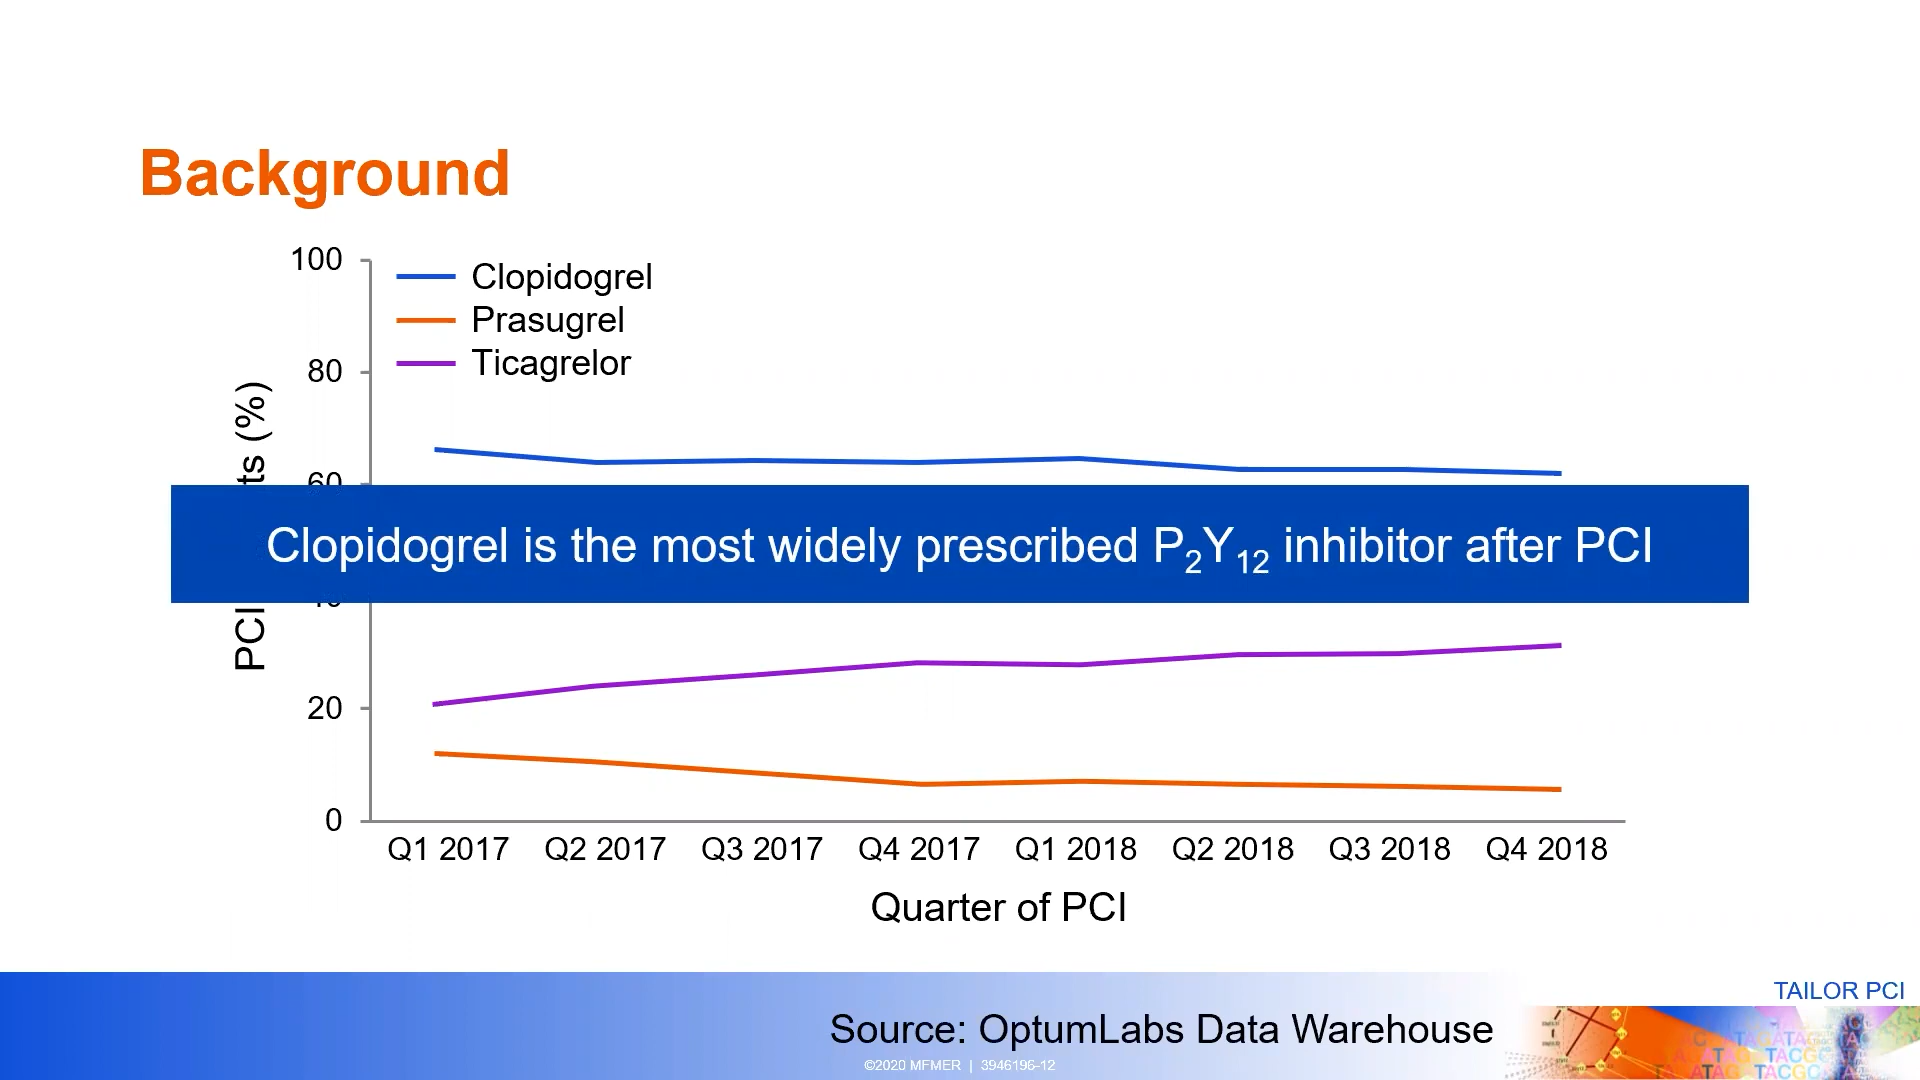 Background
100
Clopidogrel
Prasugrel
Ticagrelor
80
ts (%)
60
Clopidogrel is the most widely prescribed P₂Y₁₂ inhibitor after PCI
PCI
20
0
Q1 2017 Q2 2017 Q3 2017 Q4 2017 Q1 2018 Q2 2018 Q3 2018 Q4 2018
Quarter of PCI
TAILOR PCI
Source: OptumLabs Data Warehouse
©2020 MFMER | 3946196-12